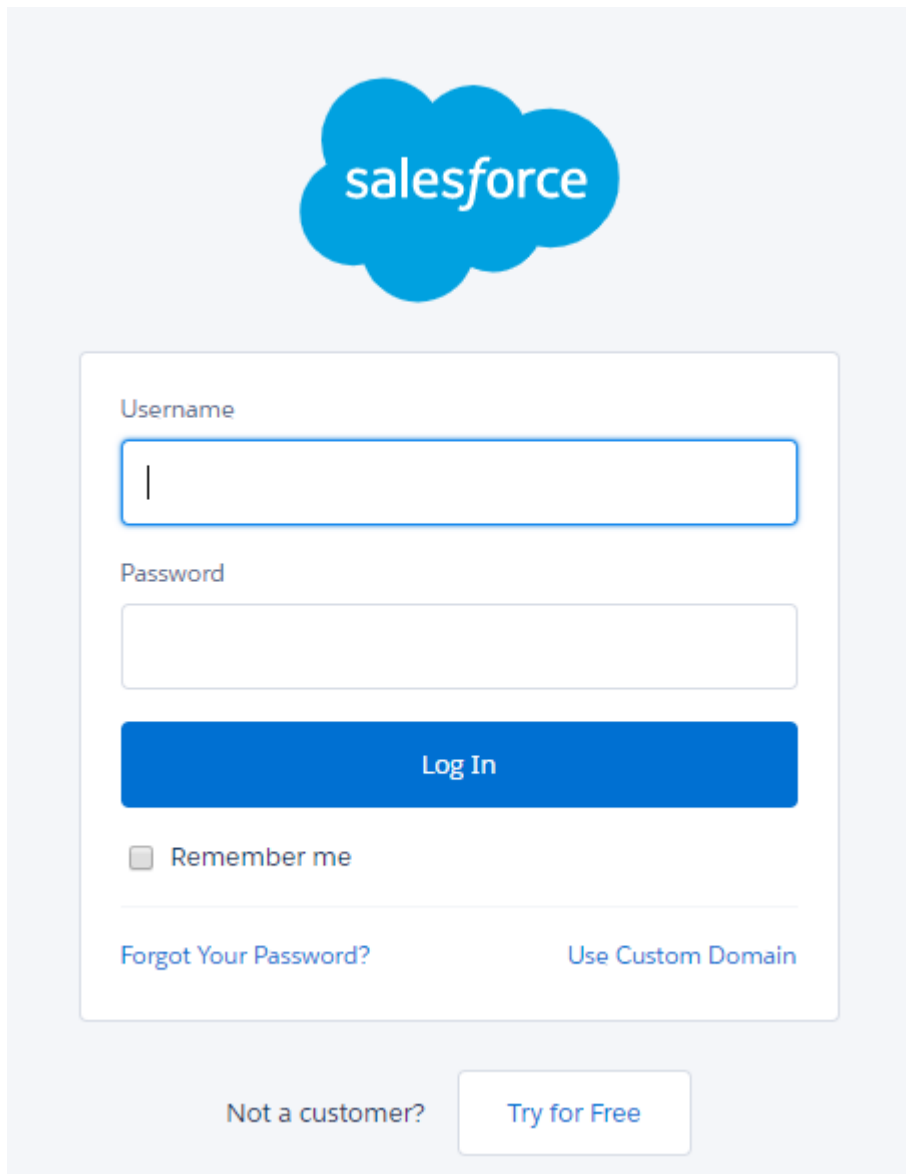 salesforce
Username
Password
Log In
Remember me
Forgot Your Password? Use Custom Domain
Not a customer? Try for Free